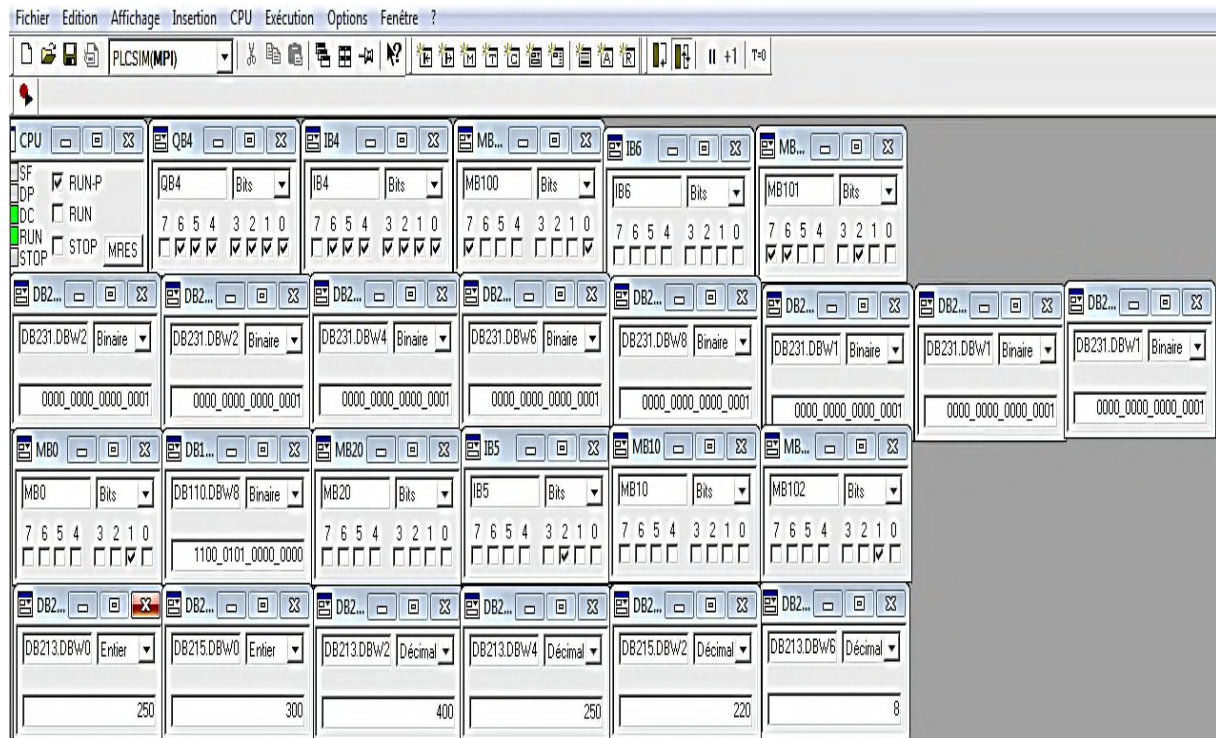 Fichier Edition Affichage Insertion CPU Exécution Options Fenêtre ?
PLCSIM(MPI) +1 T=0
CPU QB4 IB4 MB... IB6 MB...
SF RUN-P QB4 Bits IB4 Bits MB100 Bits IB6 Bits MB101 Bits
DP
DC RUN 7 6 5 4 3 2 1 0 7 6 5 4 3 2 1 0 7 6 5 4 3 2 1 0 7 6 5 4 3 2 1 0 7 6 5 4 3 2 1 0
RUN STOP MRES
STOP
DB2... DB2... DB2... DB2... DB2... DB2... DB2... DB2...
DB231.DBW2 Binaire DB231.DBW2 Binaire DB231.DBW4 Binaire DB231.DBW6 Binaire DB231.DBW8 Binaire DB231.DBW1 Binaire DB231.DBW1 Binaire DB231.DBW1 Binaire
0000_0000_0000_0001 0000_0000_0000_0001 0000_0000_0000_0001 0000_0000_0000_0001 0000_0000_0000_0001 0000_0000_0000_0001 0000_0000_0000_0001 0000_0000_0000_0001
MB0 DB1... MB20 IB5 MB10 MB...
MB0 Bits DB110.DBW8 Binaire MB20 Bits IB5 Bits MB10 Bits MB102 Bits
7 6 5 4 3 2 1 0 7 6 5 4 3 2 1 0 7 6 5 4 3 2 1 0 7 6 5 4 3 2 1 0 7 6 5 4 3 2 1 0
1100_0101_0000_0000
DB2... DB2... DB2... DB2... DB2... DB2...
DB213.DBW0 Entier DB215.DBW0 Entier DB213.DBW2 Décimal DB213.DBW4 Décimal DB215.DBW2 Décimal DB213.DBW6 Décimal
250 300 400 250 220 8